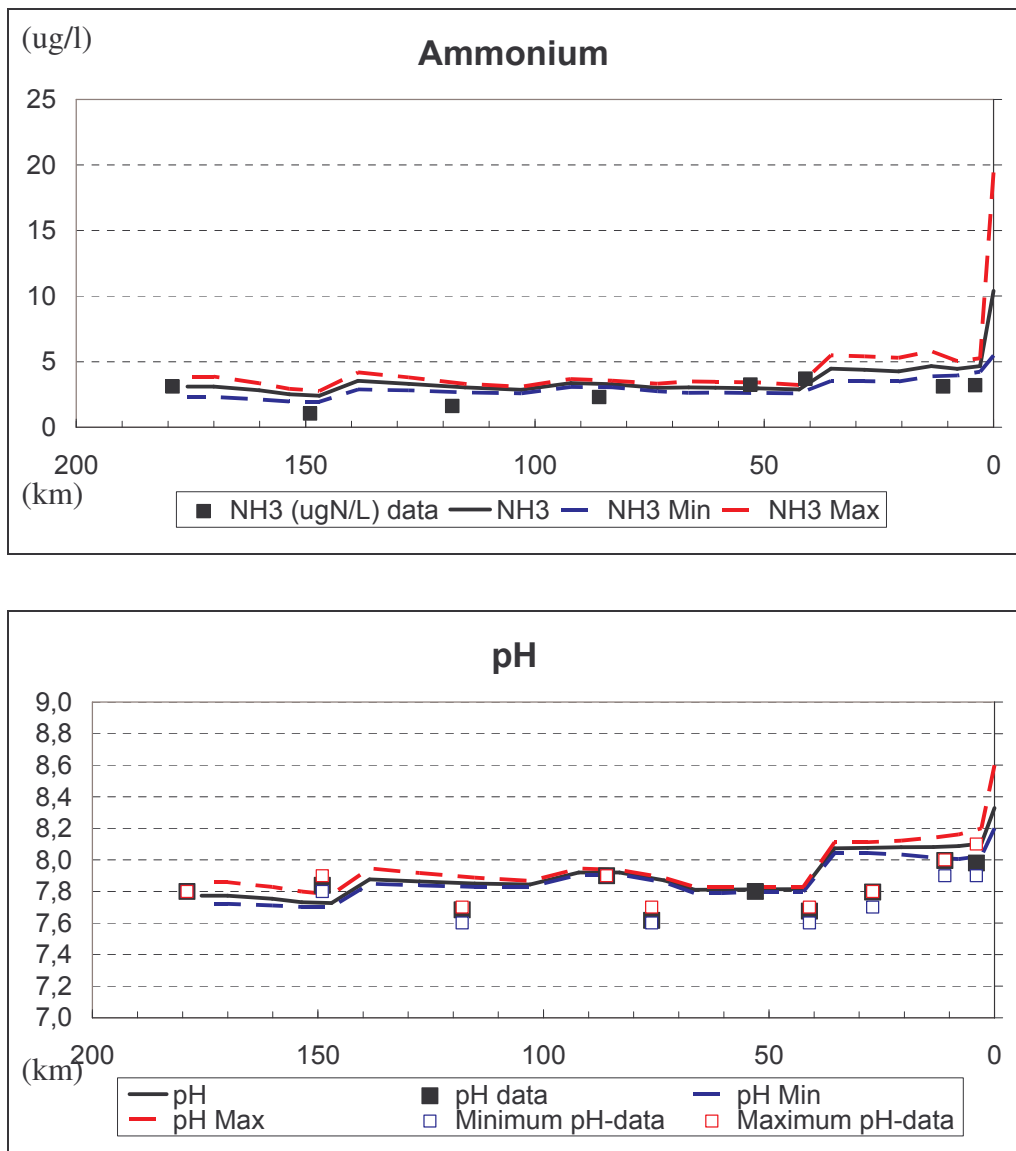 (ug/l)
Ammonium
25
20
15
10
5
0
200 150 100 50 0
(km)
NH3 (ugN/L) data NH3 NH3 Min NH3 Max
pH
9,0
8,8
8,6
8,4
8,2
8,0
7,8
7,6
7,4
7,2
7,0
200 150 100 50 0
(km)
pH pH data pH Min
pH Max Minimum pH-data Maximum pH-data